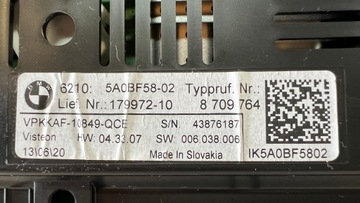 BMW
6210: 5A0BF58-02 Typpruf. Nr.:
Lief. Nr.:179972-10 8 709 764
VPKKAF-10849-QCE S/N 43876187
Visteon HW: 04.33.07 SW: 006.038.006
13\06\20 Made In Slovakia IK5A0BF5802